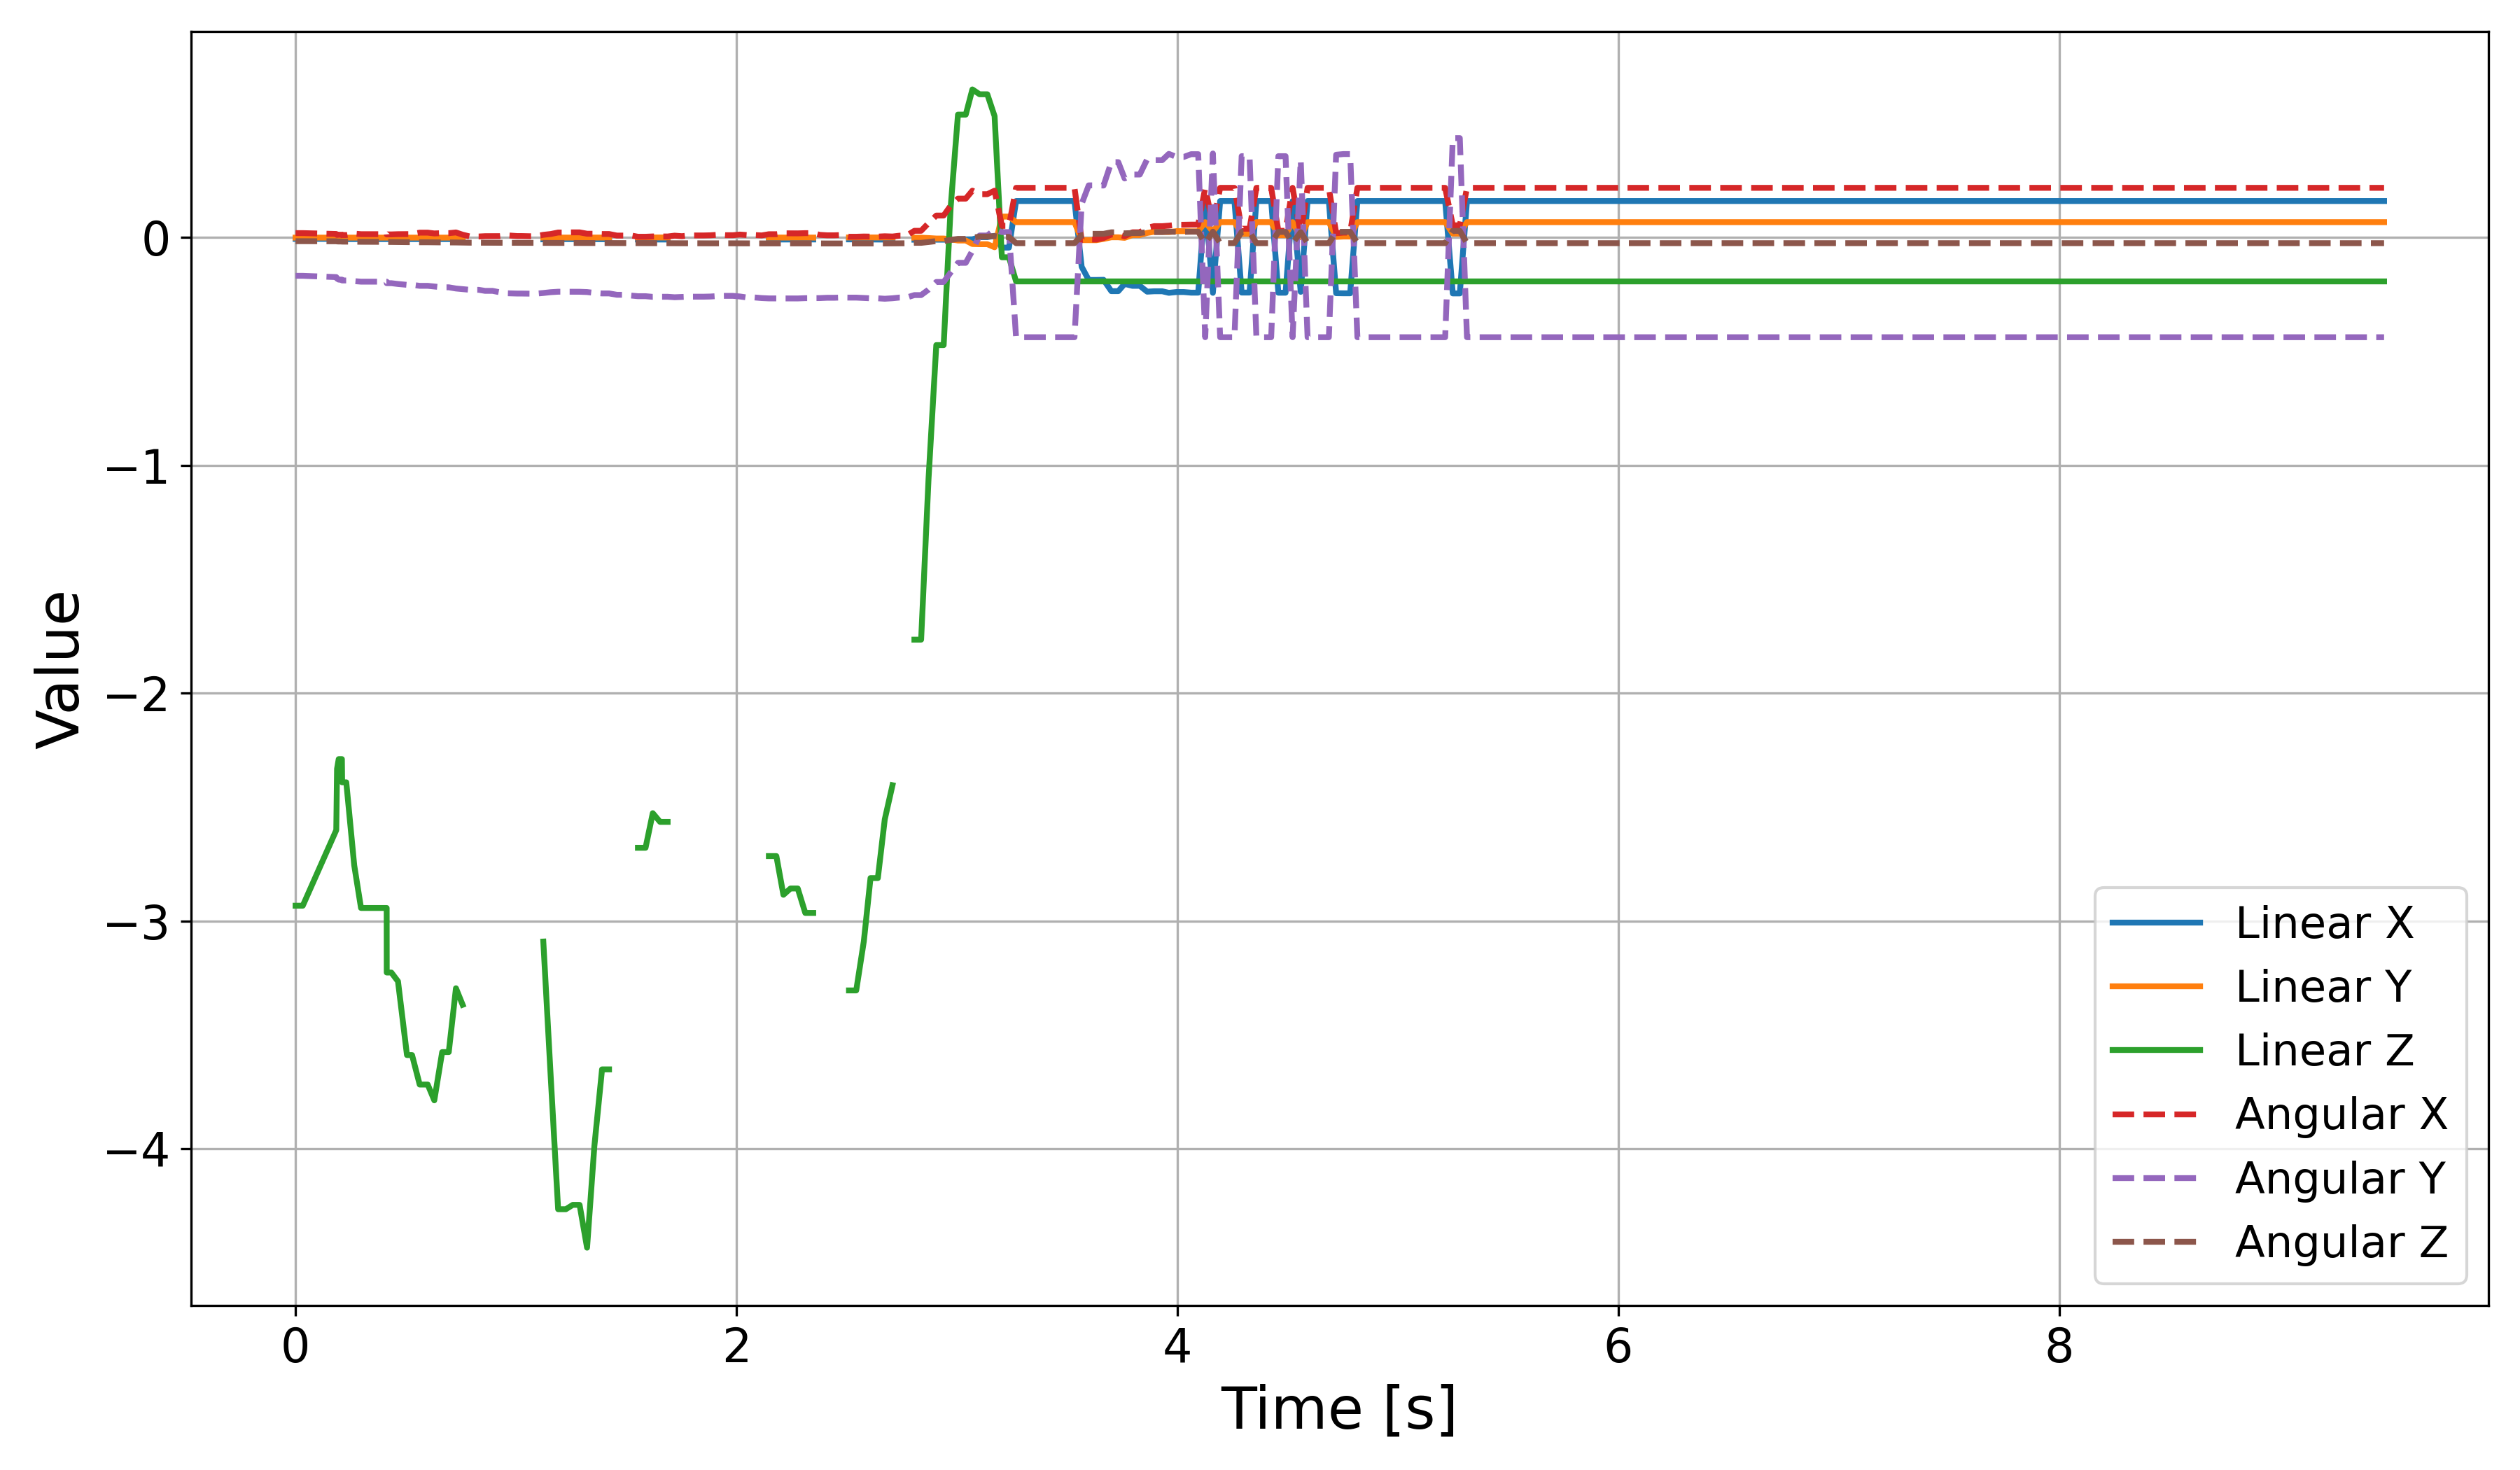 0
−1
−2
−3
−4
Value
0
2
4
6
8
Time [s]
Linear X
Linear Y
Linear Z
Angular X
Angular Y
Angular Z